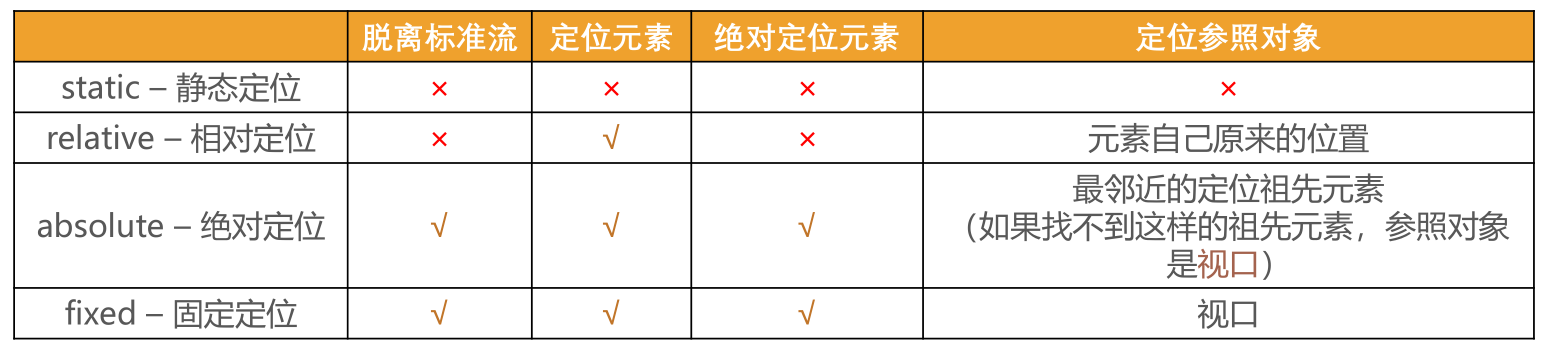 脱离标准流 定位元素 绝对定位元素 定位参照对象
static – 静态定位 × × × ×
relative – 相对定位 × √ × 元素自己原来的位置
absolute – 绝对定位 √ √ √ 最邻近的定位祖先元素
（如果找不到这样的祖先元素，参照对象
是视口）
fixed – 固定定位 √ √ √ 视口